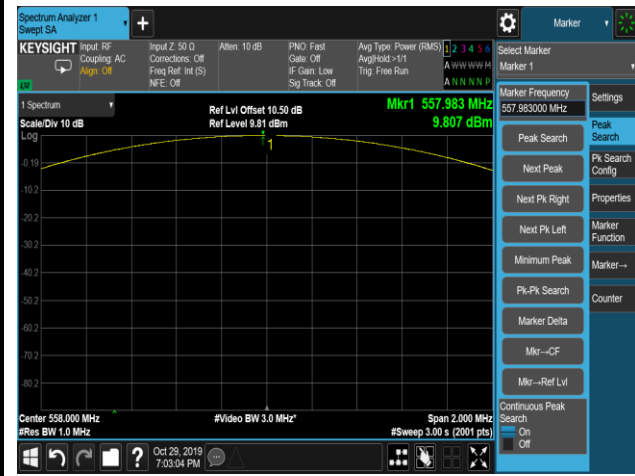 Spectrum Analyzer 1
Swept SA
+
Marker
KEYSIGHT
Input: RF
Coupling: AC
Align: Off
Input Z: 50 Ω
Corrections: Off
Freq Ref: Int (S)
NFE: Off
Atten: 10 dB
PNO: Fast
Gate: Off
IF Gain: Low
Sig Track: Off
Avg Type: Power (RMS)
Avg|Hold:>1/1
Trig: Free Run
1 2 3 4 5 6
A W W W W M
A N N N N P
Select Marker
Marker 1
1 Spectrum
Scale/Div 10 dB
Log
Ref Lvl Offset 10.50 dB
Ref Level 9.81 dBm
Mkr1 557.983 MHz
9.807 dBm
1
-0.19
-10.2
-20.2
-30.2
-40.2
-50.2
-60.2
-70.2
-80.2
Center 558.000 MHz
#Res BW 1.0 MHz
#Video BW 3.0 MHz*
Span 2.000 MHz
#Sweep 3.00 s (2001 pts)
Marker Frequency
557.983000 MHz
Peak Search
Next Peak
Next Pk Right
Next Pk Left
Minimum Peak
Pk-Pk Search
Marker Delta
Mkr→CF
Mkr→Ref Lvl
Continuous Peak
Search
On
Off
Settings
Peak
Search
Pk Search
Config
Properties
Marker
Function
Marker→
Counter
?
Oct 29, 2019
7:03:04 PM